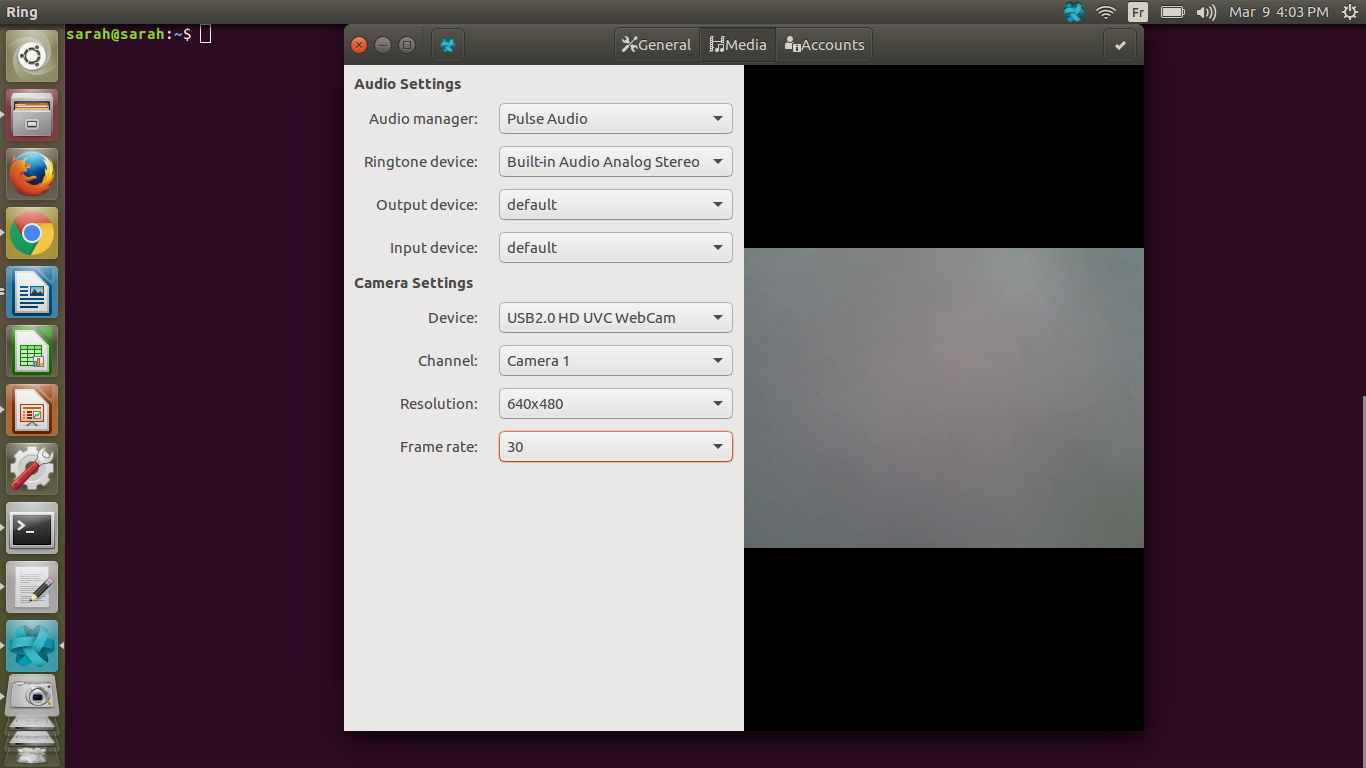 Ring
Fr
Mar 9 4:03 PM
sarah@sarah:~$
General
Media
Accounts
Audio Settings
Audio manager: Pulse Audio
Ringtone device: Built-in Audio Analog Stereo
Output device: default
Input device: default
Camera Settings
Device: USB2.0 HD UVC WebCam
Channel: Camera 1
Resolution: 640x480
Frame rate: 30